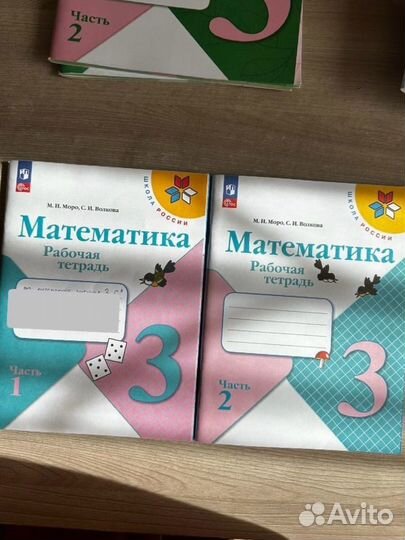 Часть
2
3
М. И. Моро, С. И. Волкова
Математика
Рабочая
тетрадь
3
Часть
1
ШКОЛА РОССИИ
М. И. Моро, С. И. Волкова
Математика
Рабочая
тетрадь
Часть
2
3
ШКОЛА РОССИИ
Avito